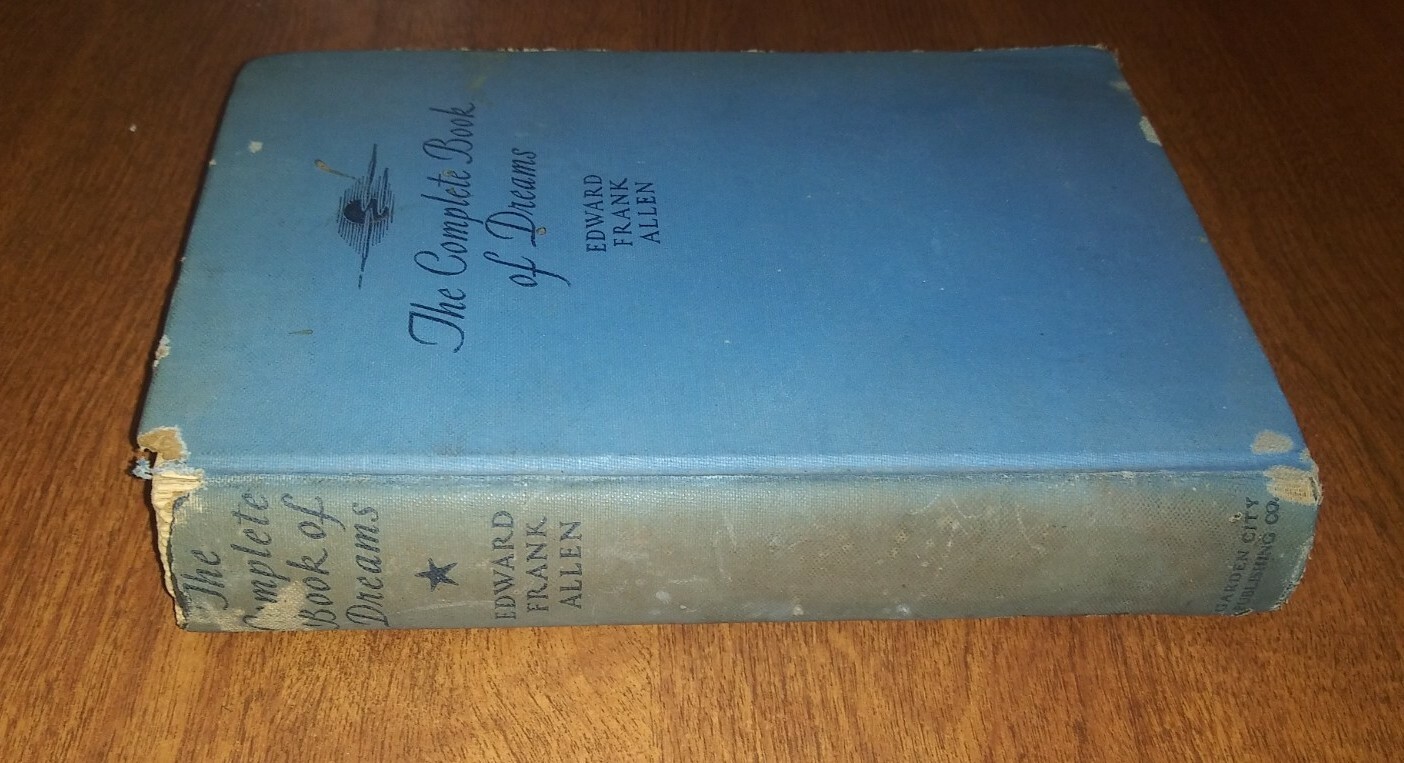 The Complete Book
of Dreams
EDWARD
FRANK
ALLEN
The
Complete
Book of
Dreams
EDWARD
FRANK
ALLEN
GARDEN CITY
PUBLISHING CO.